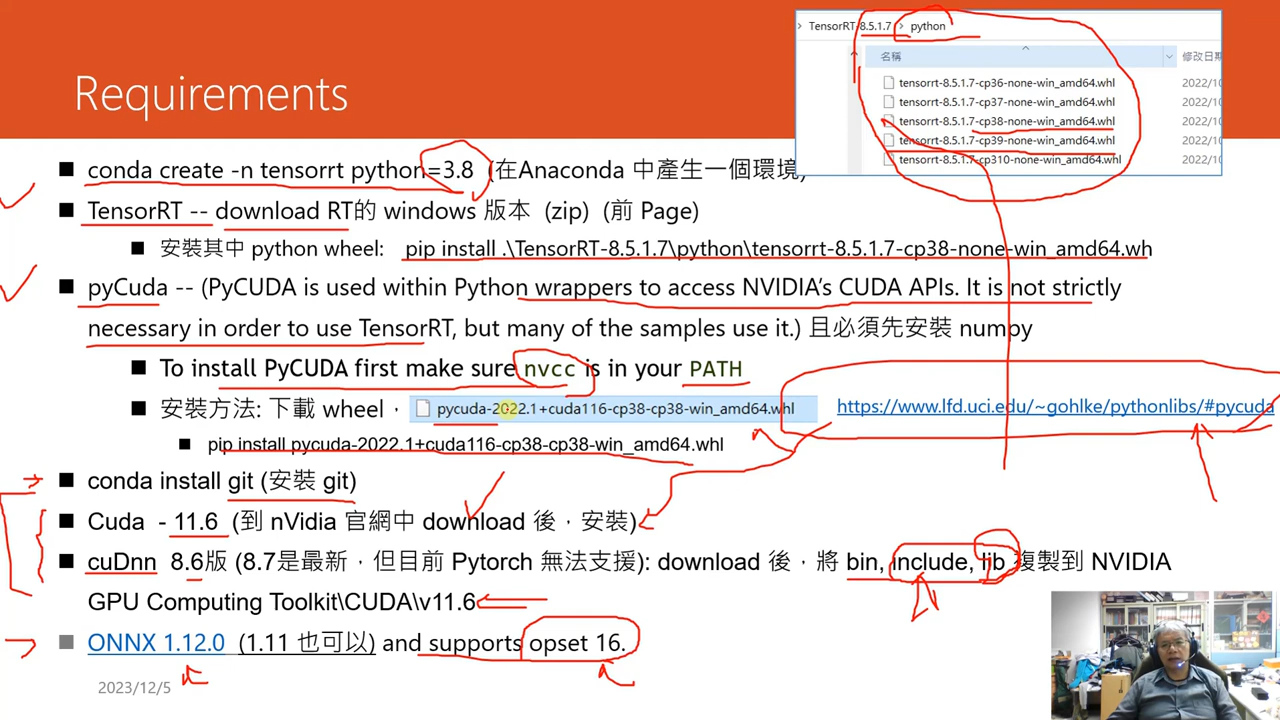 Requirements
TensorRT-8.5.1.7 › python
名稱
修改日期
tensorrt-8.5.1.7-cp36-none-win_amd64.whl 2022/10
tensorrt-8.5.1.7-cp37-none-win_amd64.whl 2022/10
tensorrt-8.5.1.7-cp38-none-win_amd64.whl 2022/10
tensorrt-8.5.1.7-cp39-none-win_amd64.whl 2022/10
tensorrt-8.5.1.7-cp310-none-win_amd64.whl 2022/10
■ conda create -n tensorrt python=3.8 (在Anaconda 中產生一個環境)
■ TensorRT -- download RT的 windows 版本 (zip) (前 Page)
■ 安裝其中 python wheel: pip install .\TensorRT-8.5.1.7\python\tensorrt-8.5.1.7-cp38-none-win_amd64.wh
■ pyCuda -- (PyCUDA is used within Python wrappers to access NVIDIA’s CUDA APIs. It is not strictly
necessary in order to use TensorRT, but many of the samples use it.) 且必須先安裝 numpy
■ To install PyCUDA first make sure nvcc is in your PATH
■ 安裝方法: 下載 wheel, pycuda-2022.1+cuda116-cp38-cp38-win_amd64.whl https://www.lfd.uci.edu/~gohlke/pythonlibs/#pycuda
■ pip install pycuda-2022.1+cuda116-cp38-cp38-win_amd64.whl
■ conda install git (安裝 git)
■ Cuda - 11.6 (到 nVidia 官網中 download 後，安裝)
■ cuDnn 8.6版 (8.7是最新，但目前 Pytorch 無法支援): download 後，將 bin, include, lib 複製到 NVIDIA
GPU Computing Toolkit\CUDA\v11.6
■ ONNX 1.12.0 (1.11 也可以) and supports opset 16.
2023/12/5